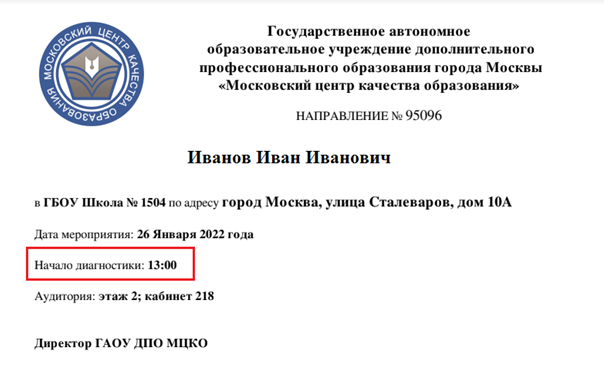 МОСКОВСКИЙ ЦЕНТР КАЧЕСТВА ОБРАЗОВАНИЯ
Государственное автономное
образовательное учреждение дополнительного
профессионального образования города Москвы
«Московский центр качества образования»
НАПРАВЛЕНИЕ № 95096
Иванов Иван Иванович
в ГБОУ Школа № 1504 по адресу город Москва, улица Сталеваров, дом 10А
Дата мероприятия: 26 Января 2022 года
Начало диагностики: 13:00
Аудитория: этаж 2; кабинет 218
Директор ГАОУ ДПО МЦКО